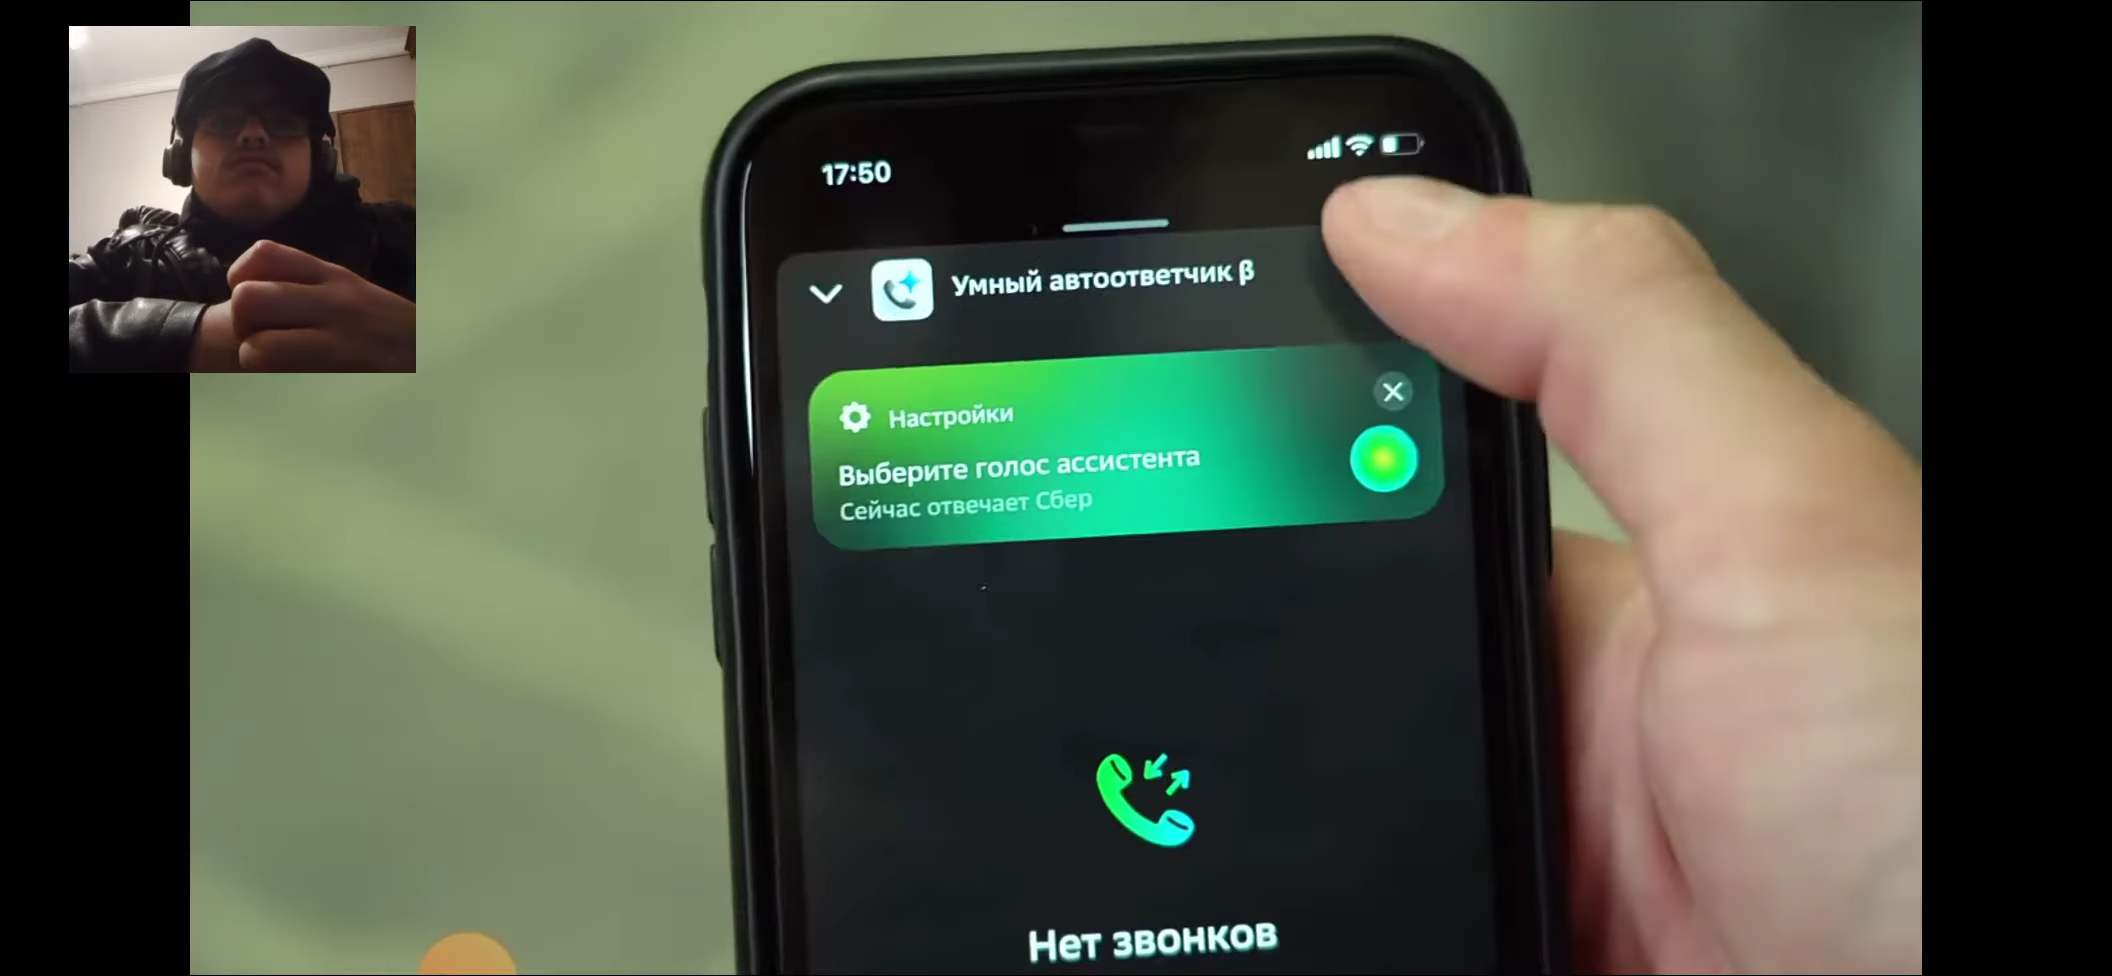 17:50
Умный автоответчик β
Настройки
Выберите голос ассистента
Сейчас отвечает Сбер
Нет звонков